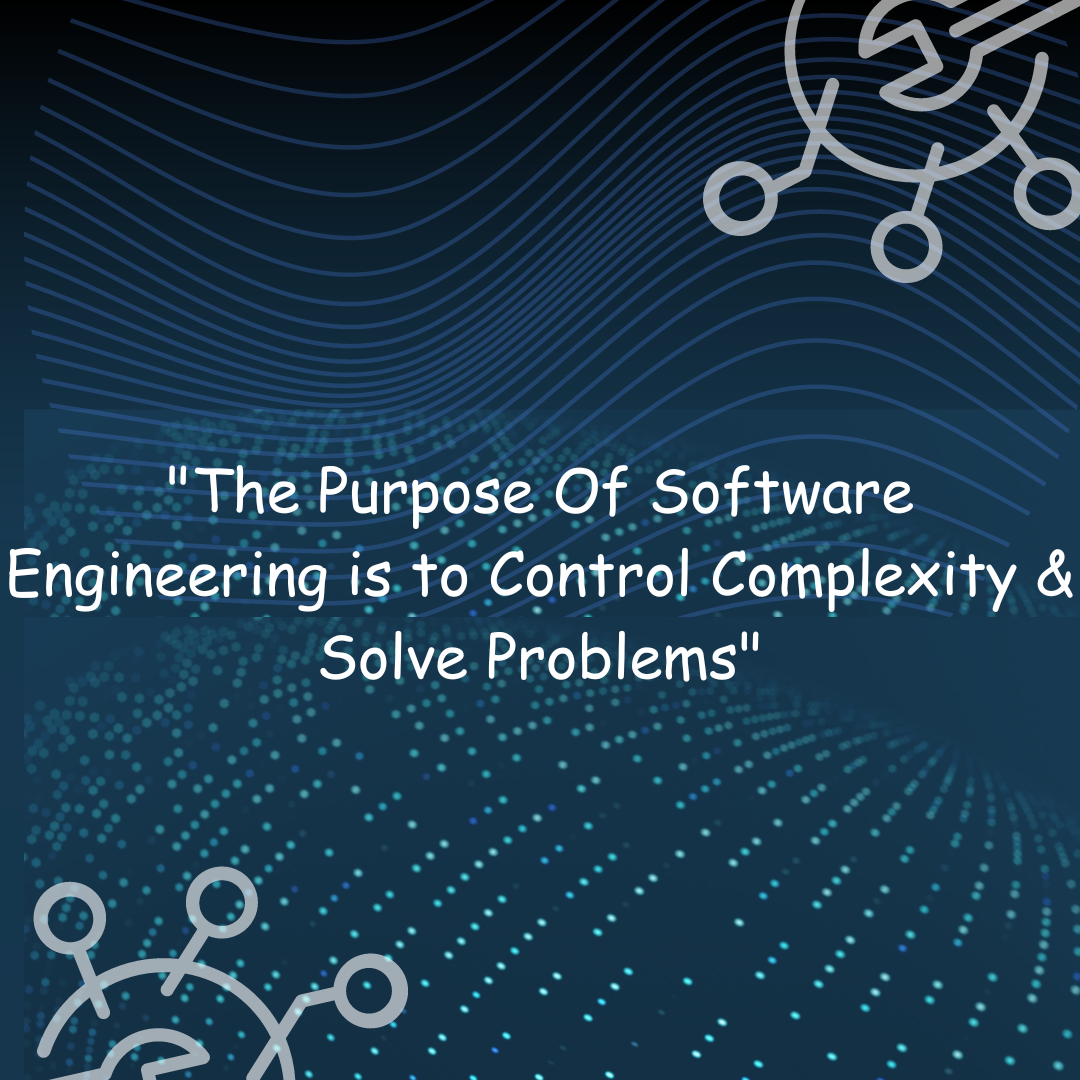 "The Purpose Of Software
Engineering is to Control Complexity &
Solve Problems"